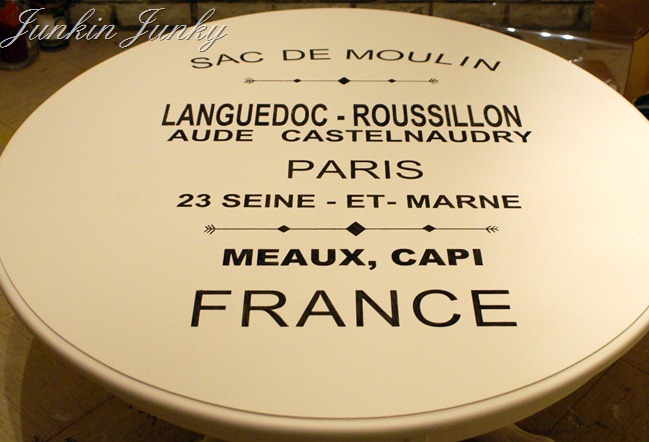 Junkin Junky
SAC DE MOULIN
LANGUEDOC - ROUSSILLON
AUDE CASTELNAUDRY
PARIS
23 SEINE - ET- MARNE
MEAUX, CAPI
FRANCE